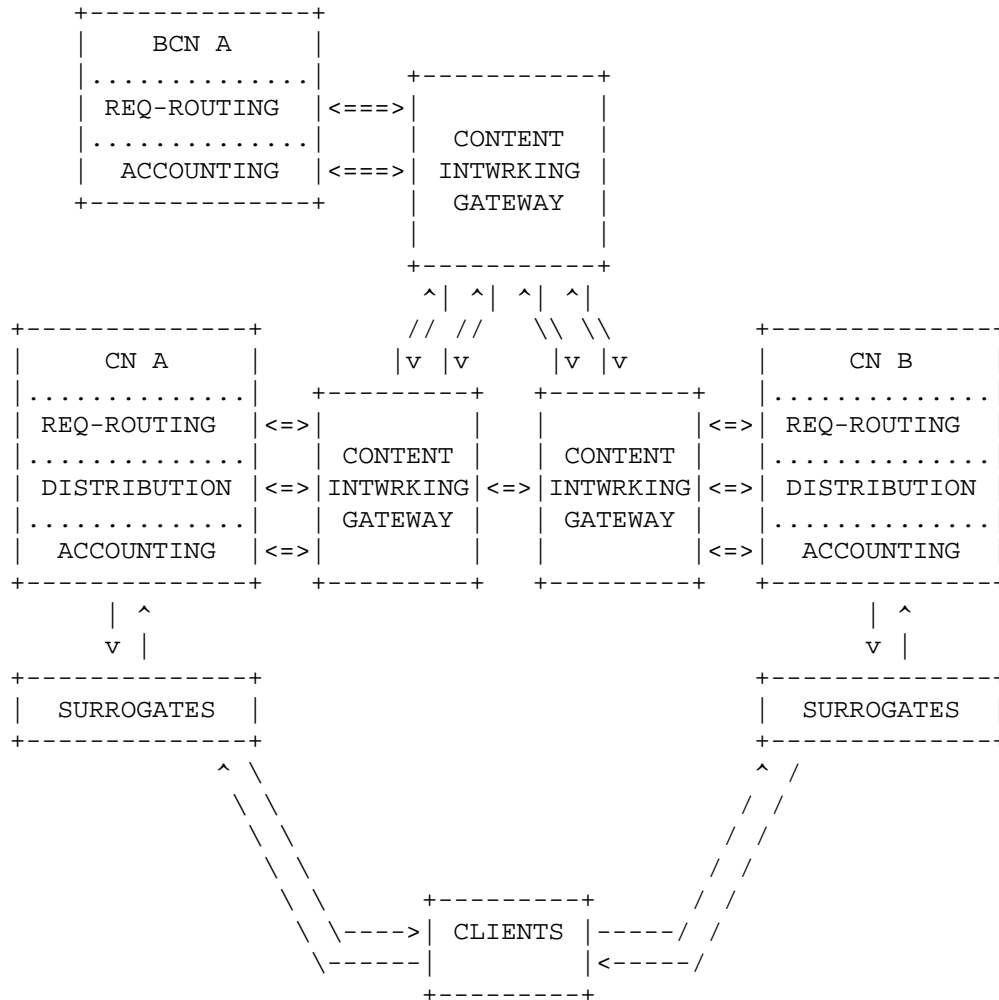 BCN A
REQ-ROUTING
ACCOUNTING
CONTENT
INTWRKING
GATEWAY
CN A
REQ-ROUTING
DISTRIBUTION
ACCOUNTING
CONTENT
INTWRKING
GATEWAY
CONTENT
INTWRKING
GATEWAY
CN B
REQ-ROUTING
DISTRIBUTION
ACCOUNTING
SURROGATES
SURROGATES
CLIENTS